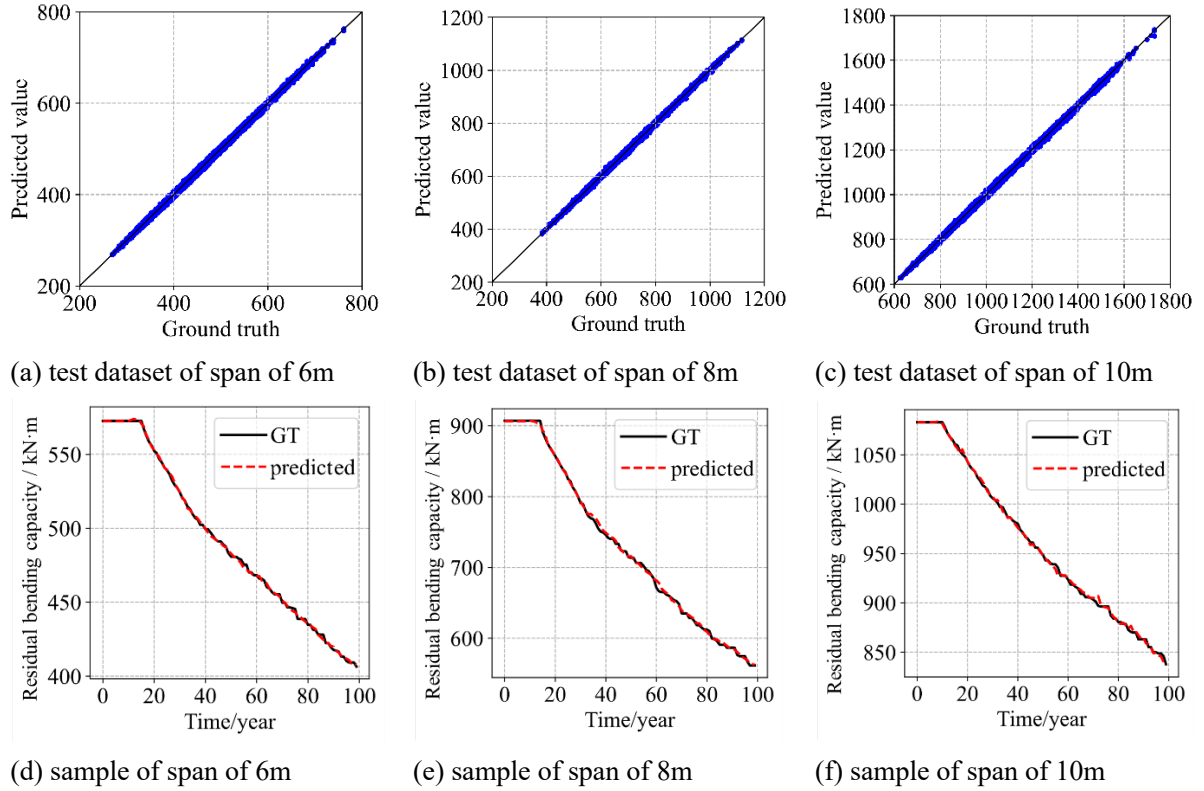 800
600
400
200
200 400 600 800
Predicted value
Ground truth
1200
1000
800
600
400
200
200 400 600 800 1000 1200
Predicted value
Ground truth
1800
1600
1400
1200
1000
800
600
600 800 1000 1200 1400 1600 1800
Predicted value
Ground truth
(a) test dataset of span of 6m
(b) test dataset of span of 8m
(c) test dataset of span of 10m
550
500
450
400
0 20 40 60 80 100
Residual bending capacity / kN·m
Time/year
GT
predicted
900
800
700
600
0 20 40 60 80 100
Residual bending capacity / kN·m
Time/year
GT
predicted
1050
1000
950
900
850
0 20 40 60 80 100
Residual bending capacity / kN·m
Time/year
GT
predicted
(d) sample of span of 6m
(e) sample of span of 8m
(f) sample of span of 10m